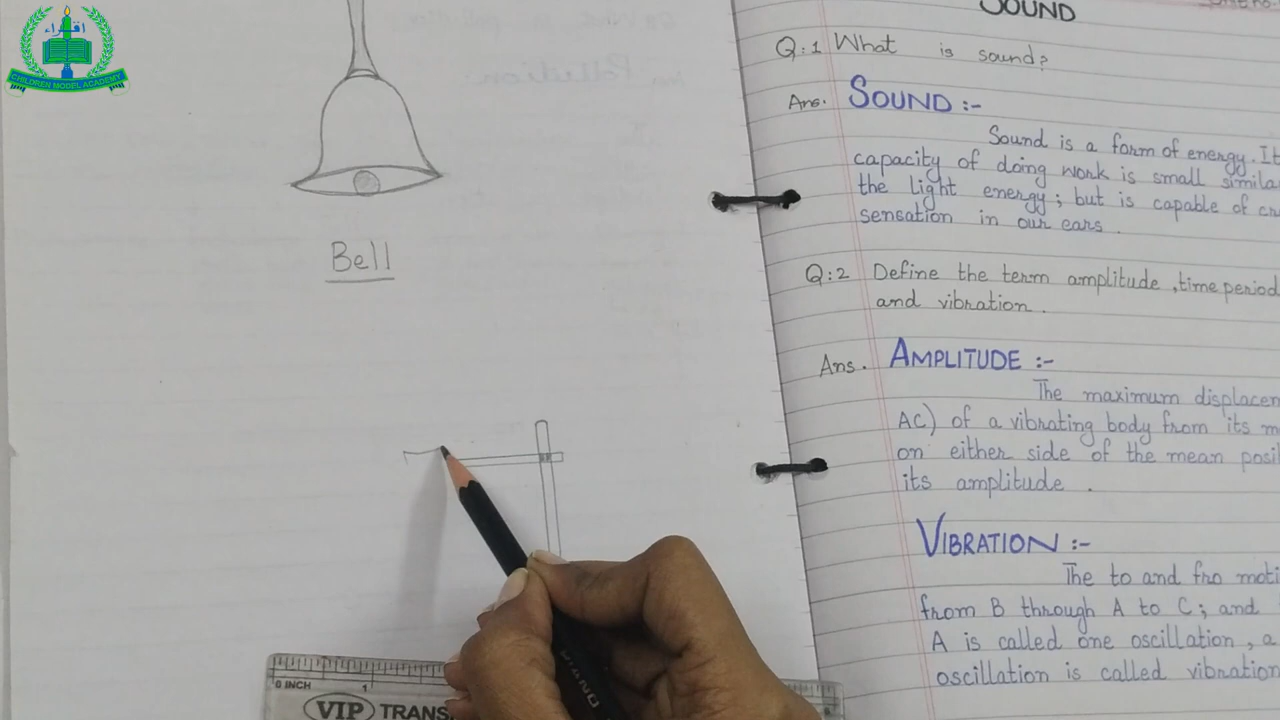 اقراء
CHILDREN MODEL ACADEMY
Bell
SOUND
Q:1 What is sound?
Ans. SOUND :-
Sound is a form of energy. It
capacity of doing work is small
the light energy; but is capable of
sensation in our ears.
Q:2 Define the term amplitude, time period
and vibration.
Ans. AMPLITUDE :-
The maximum
AC) of a vibrating body from its
on either side of the mean
its amplitude.
VIBRATION :-
The to and fro
from B through A to C; and
A is called one oscillation, a
oscillation is called vibration
0 INCH 1
VIP TRANS
PIANO